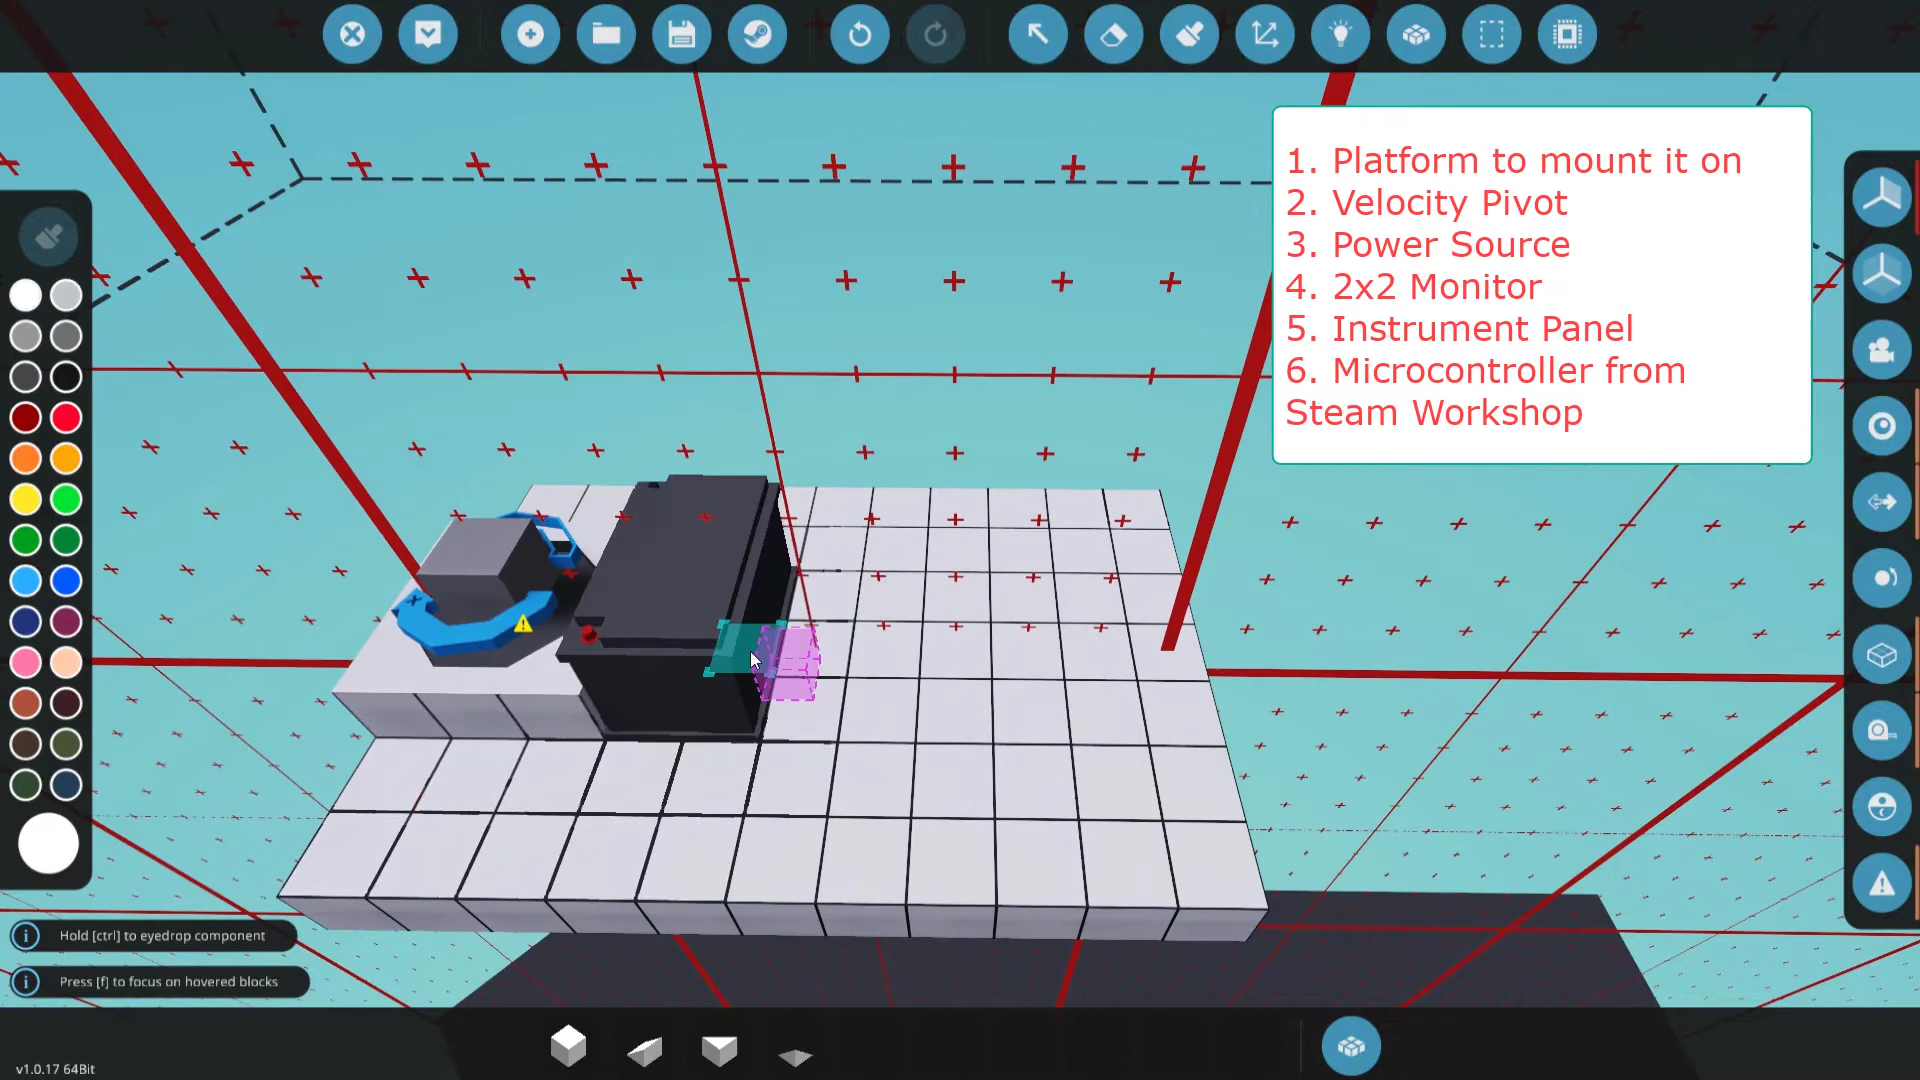 1. Platform to mount it on
2. Velocity Pivot
3. Power Source
4. 2x2 Monitor
5. Instrument Panel
6. Microcontroller from
Steam Workshop
Hold [ctrl] to eyedrop component
Press [f] to focus on hovered blocks
v1.0.17 64Bit